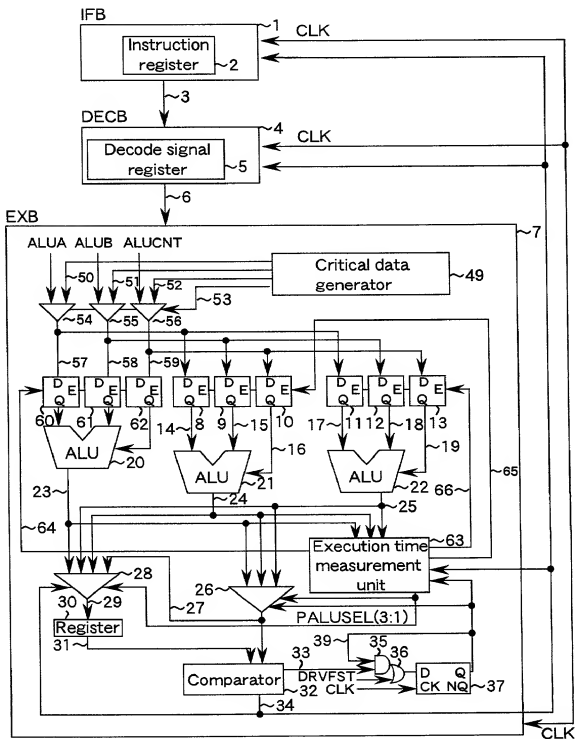 IFB
1
CLK
Instruction
register
2
3
DECB
4
CLK
Decode signal
register
5
6
EXB
7
ALUA ALUB ALUCNT
50 51 52
Critical data
generator
49
53
54 55 56
57 58 59
D E Q D E Q D E Q D E Q D E Q D E Q D E Q D E Q D E Q
60 61 62 14 8 9 15 10 17 11 12 18 13
ALU 20
16
19
65
ALU 21
ALU 22
66
23
24
25
64
63
Execution time
measurement
unit
28
26
29
27
30
Register
PALUSEL(3:1)
31
39
35
36
33
DRVFST
D Q
CK NQ
37
Comparator
32
CLK
34
CLK